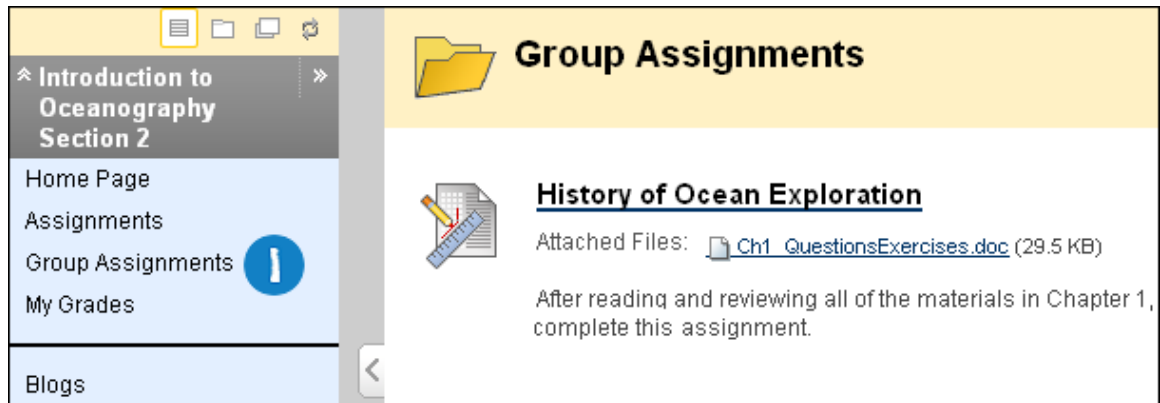 Introduction to
Oceanography
Section 2
Home Page
Assignments
Group Assignments
1
My Grades
Blogs
Group Assignments
History of Ocean Exploration
Attached Files: Ch1_QuestionsExercises.doc (29.5 KB)
After reading and reviewing all of the materials in Chapter 1,
complete this assignment.